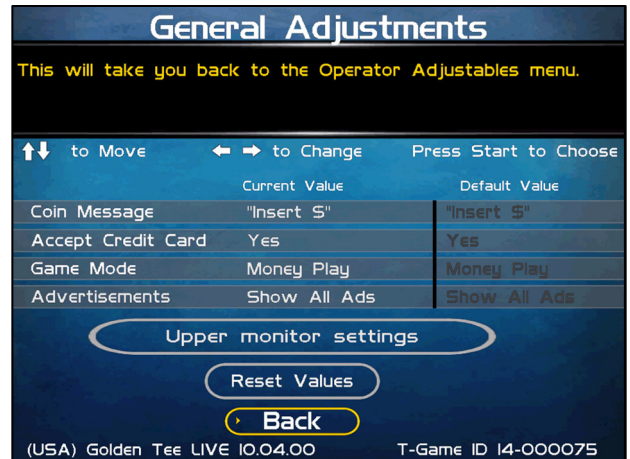 General Adjustments
This will take you back to the Operator Adjustables menu.
to Move to Change Press Start to Choose
Current Value Default Value
Coin Message "Insert $" "Insert $"
Accept Credit Card Yes Yes
Game Mode Money Play Money Play
Advertisements Show All Ads Show All Ads
Upper monitor settings
Reset Values
Back
(USA) Golden Tee LIVE 10.04.00 T-Game ID 14-000075